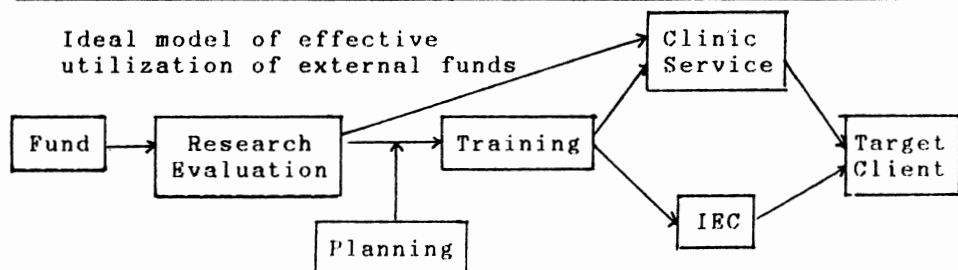 Ideal model of effective
utilization of external funds
Clinic
Service
Fund
Research
Evaluation
Training
Target
Client
IEC
Planning